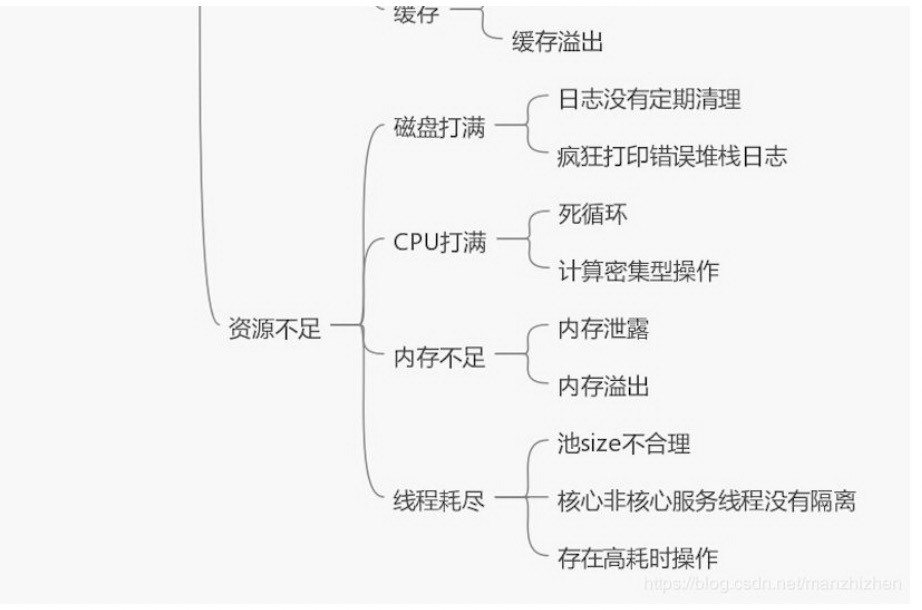 缓存
缓存溢出
资源不足
磁盘打满
日志没有定期清理
疯狂打印错误堆栈日志
CPU打满
死循环
计算密集型操作
内存不足
内存泄露
内存溢出
线程耗尽
池size不合理
核心非核心服务线程没有隔离
存在高耗时操作
https://blog.csdn.net/manzhizhen